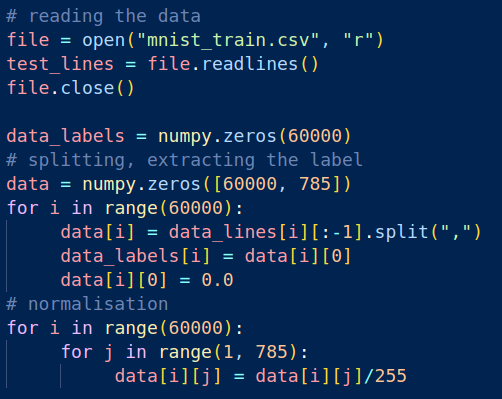 # reading the data
file = open("mnist_train.csv", "r")
test_lines = file.readlines()
file.close()

data_labels = numpy.zeros(60000)
# splitting, extracting the label
data = numpy.zeros([60000, 785])
for i in range(60000):
    data[i] = data_lines[i][:-1].split(",")
    data_labels[i] = data[i][0]
    data[i][0] = 0.0
# normalisation
for i in range(60000):
    for j in range(1, 785):
        data[i][j] = data[i][j]/255